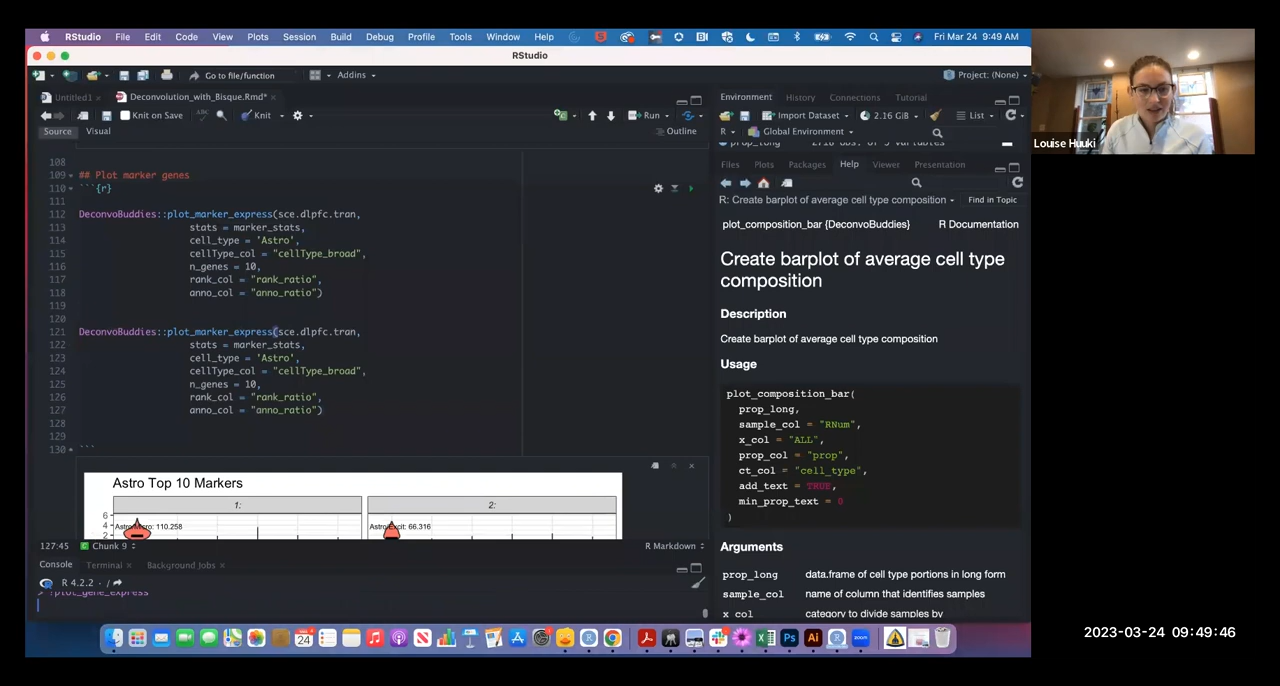 RStudio File Edit Code View Plots Session Build Debug Profile Tools Window Help Fri Mar 24 9:49 AM
RStudio
Go to file/function Addins Project: (None)
Untitled1 Deconvolution_with_Bisque.Rmd*
Knit on Save Knit Run
Source Visual Outline
108
109 ## Plot marker genes
110 ```{r}
111
112 DeconvoBuddies::plot_marker_express(sce.dlpfc.tran,
113 stats = marker_stats,
114 cell_type = 'Astro',
115 cellType_col = "cellType_broad",
116 n_genes = 10,
117 rank_col = "rank_ratio",
118 anno_col = "anno_ratio")
119
120
121 DeconvoBuddies::plot_marker_express(sce.dlpfc.tran,
122 stats = marker_stats,
123 cell_type = 'Astro',
124 cellType_col = "cellType_broad",
125 n_genes = 10,
126 rank_col = "rank_ratio",
127 anno_col = "anno_ratio")
128
129
130 ```
Astro Top 10 Markers
1: 2:
6
4
2
110.258 66.316
127:45 Chunk 9 R Markdown
Console Terminal Background Jobs
R 4.2.2 · /
> ?plot_gene_express
Environment History Connections Tutorial
Import Dataset 2.16 GiB List
R Global Environment
prop_long
Files Plots Packages Help Viewer Presentation
R: Create barplot of average cell type composition Find in Topic
plot_composition_bar {DeconvoBuddies} R Documentation
Create barplot of average cell type
composition
Description
Create barplot of average cell type composition
Usage
plot_composition_bar(
prop_long,
sample_col = "RNum",
x_col = "ALL",
prop_col = "prop",
ct_col = "cell_type",
add_text = TRUE,
min_prop_text = 0
)
Arguments
prop_long data.frame of cell type portions in long form
sample_col name of column that identifies samples
x_col category to divide samples by
Louise Huuki
2023-03-24 09:49:46